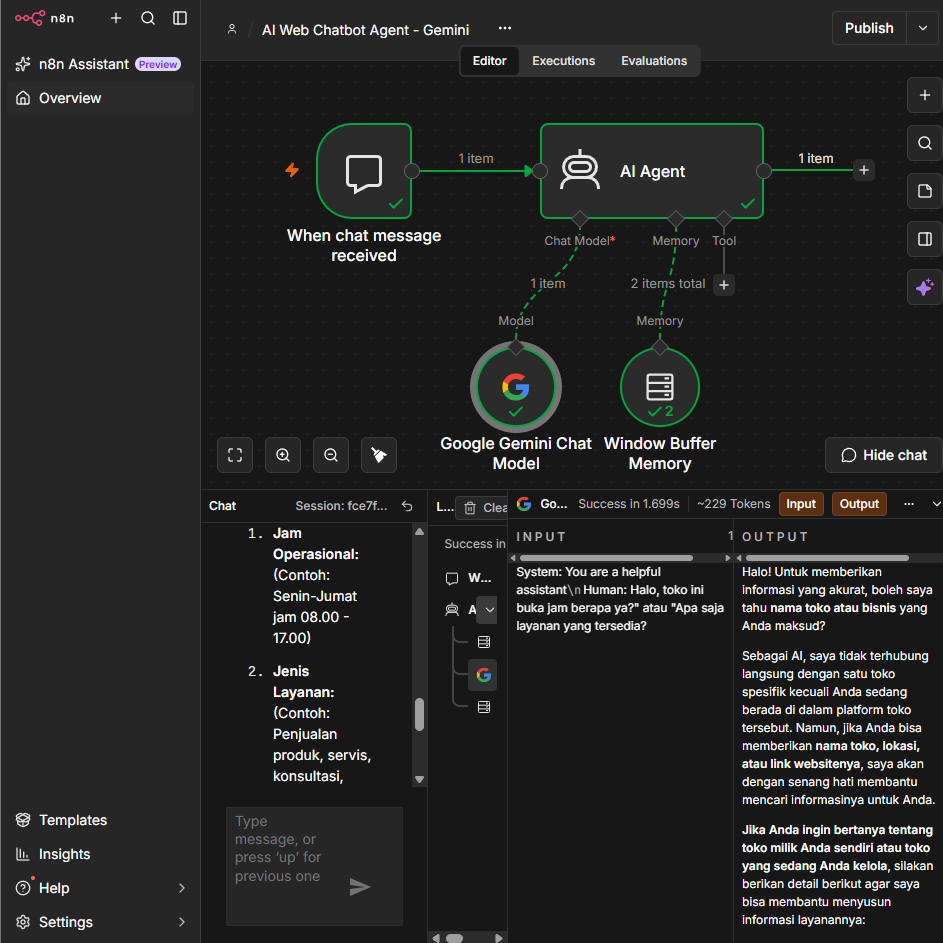 n8n
AI Web Chatbot Agent - Gemini
...
Publish
n8n Assistant
Preview
Overview
Editor
Executions
Evaluations
1 item
1 item
AI Agent
When chat message
received
Chat Model*
Memory
Tool
1 item
2 items total
Model
Memory
2
Google Gemini Chat
Model
Window Buffer
Memory
Hide chat
Chat
Session: fce7f...
1. Jam
Operasional:
(Contoh:
Senin-Jumat
jam 08.00 -
17.00)
2. Jenis
Layanan:
(Contoh:
Penjualan
produk, servis,
konsultasi,
Type
message, or
press ‘up’ for
previous one
L...
Clea
Success in
W...
A
Go...
Success in 1.699s
~229 Tokens
Input
Output
...
INPUT
1
System: You are a helpful
assistant\n Human: Halo, toko ini
buka jam berapa ya?" atau "Apa saja
layanan yang tersedia?
OUTPUT
Halo! Untuk memberikan
informasi yang akurat, boleh saya
tahu nama toko atau bisnis yang
Anda maksud?
Sebagai AI, saya tidak terhubung
langsung dengan satu toko
spesifik kecuali Anda sedang
berada di dalam platform toko
tersebut. Namun, jika Anda bisa
memberikan nama toko, lokasi,
atau link websitenya, saya akan
dengan senang hati membantu
mencari informasinya untuk Anda.
Jika Anda ingin bertanya tentang
toko milik Anda sendiri atau toko
yang sedang Anda kelola, silakan
berikan detail berikut agar saya
bisa membantu menyusun
informasi layanannya:
Templates
Insights
Help
Settings